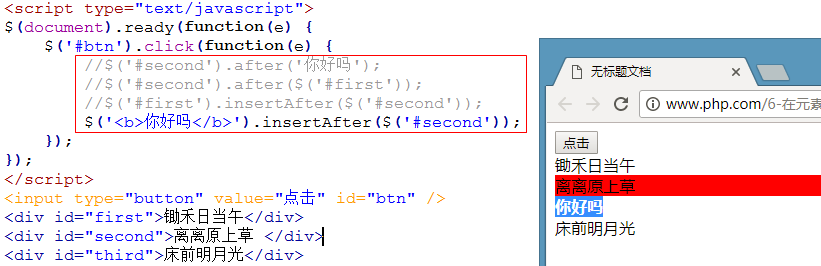 <script type="text/javascript">
$(document).ready(function(e) {
$('#btn').click(function(e) {
//$('#second').after('你好吗');
//$('#second').after($('#first'));
//$('#first').insertAfter($('#second'));
$('<b>你好吗</b>').insertAfter($('#second'));
});
});
</script>
<input type="button" value="点击" id="btn" />
<div id="first">锄禾日当午</div>
<div id="second">离离原上草 </div>
<div id="third">床前明月光</div>
无标题文档
www.php.com/6-在元素
点击
锄禾日当午
离离原上草
你好吗
床前明月光